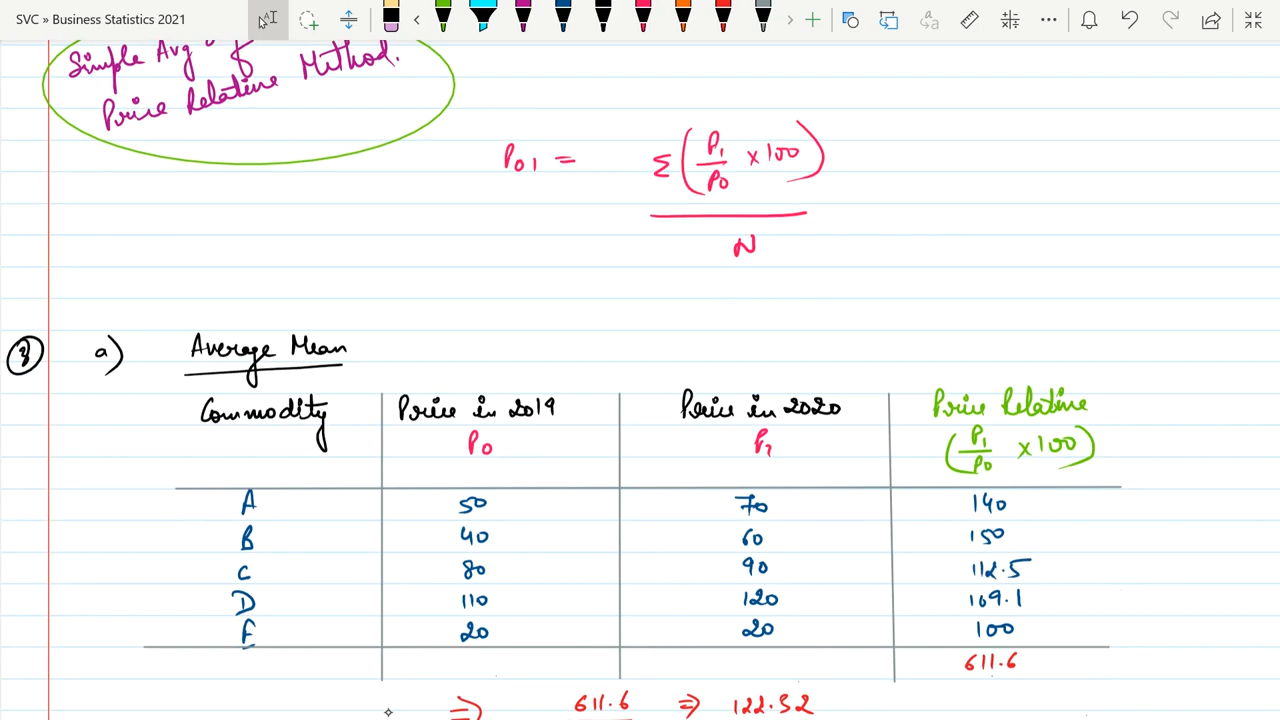 SVC » Business Statistics 2021
Simple Avg of
Price Relative Method.
P01 = Σ(P1/P0 × 100)
N
8 a) Average Mean
Commodity Price in 2019 Price in 2020 Price Relative
P0 P1 (P1/P0 × 100)
A 50 70 140
B 40 60 150
C 80 90 112.5
D 110 120 109.1
E 20 20 100
611.6
⇒ 611.6 ⇒ 122.32